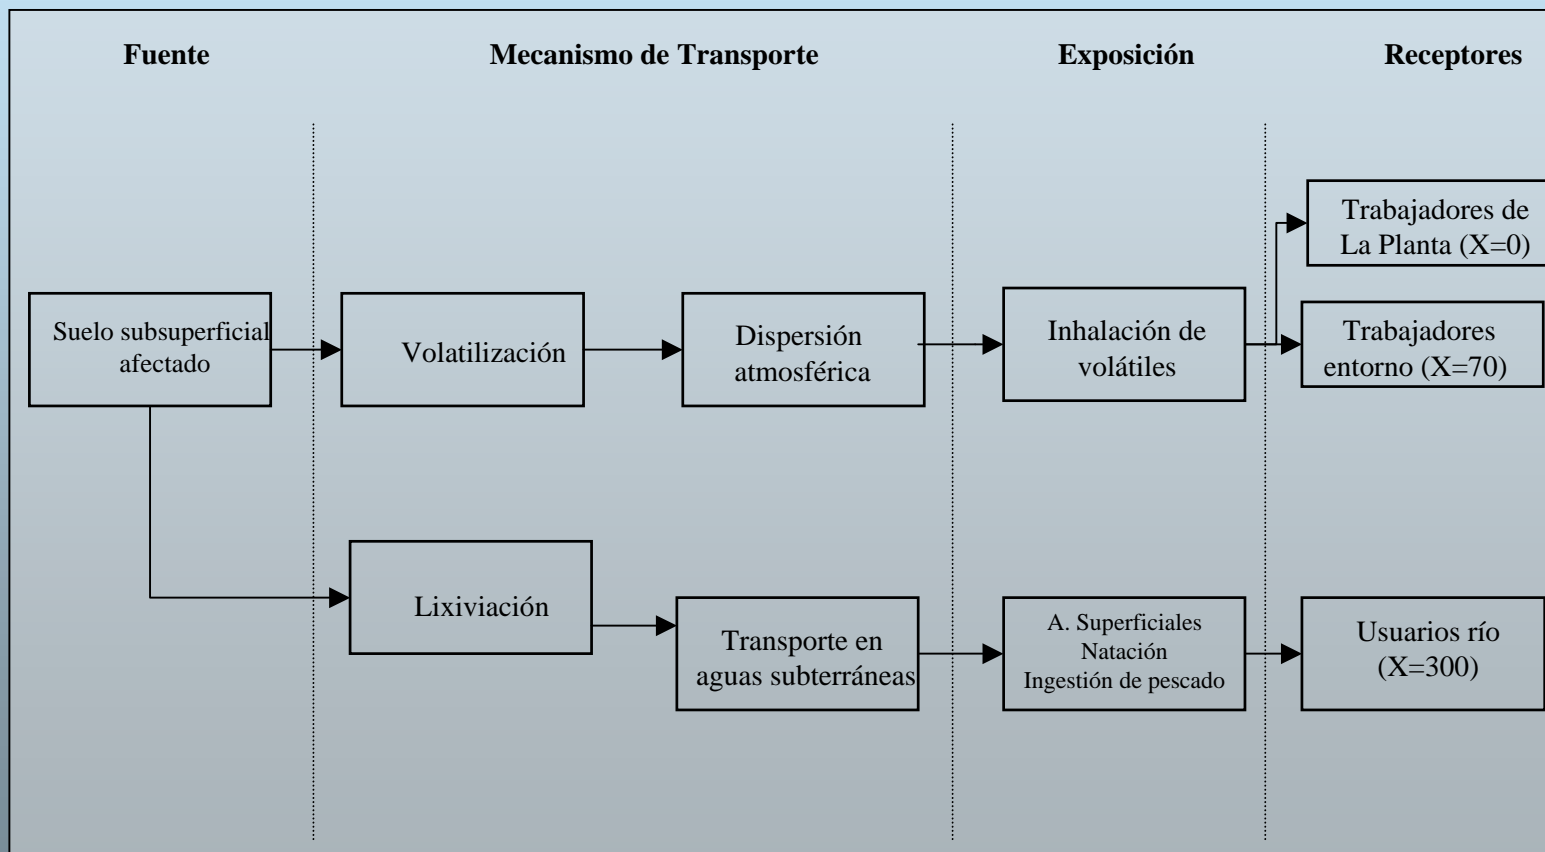 Fuente
Mecanismo de Transporte
Exposición
Receptores
Trabajadores de
La Planta (X=0)
Suelo subsuperficial
afectado
Volatilización
Dispersión
atmosférica
Inhalación de
volátiles
Trabajadores
entorno (X=70)
Lixiviación
Transporte en
aguas subterráneas
A. Superficiales
Natación
Ingestión de pescado
Usuarios río
(X=300)